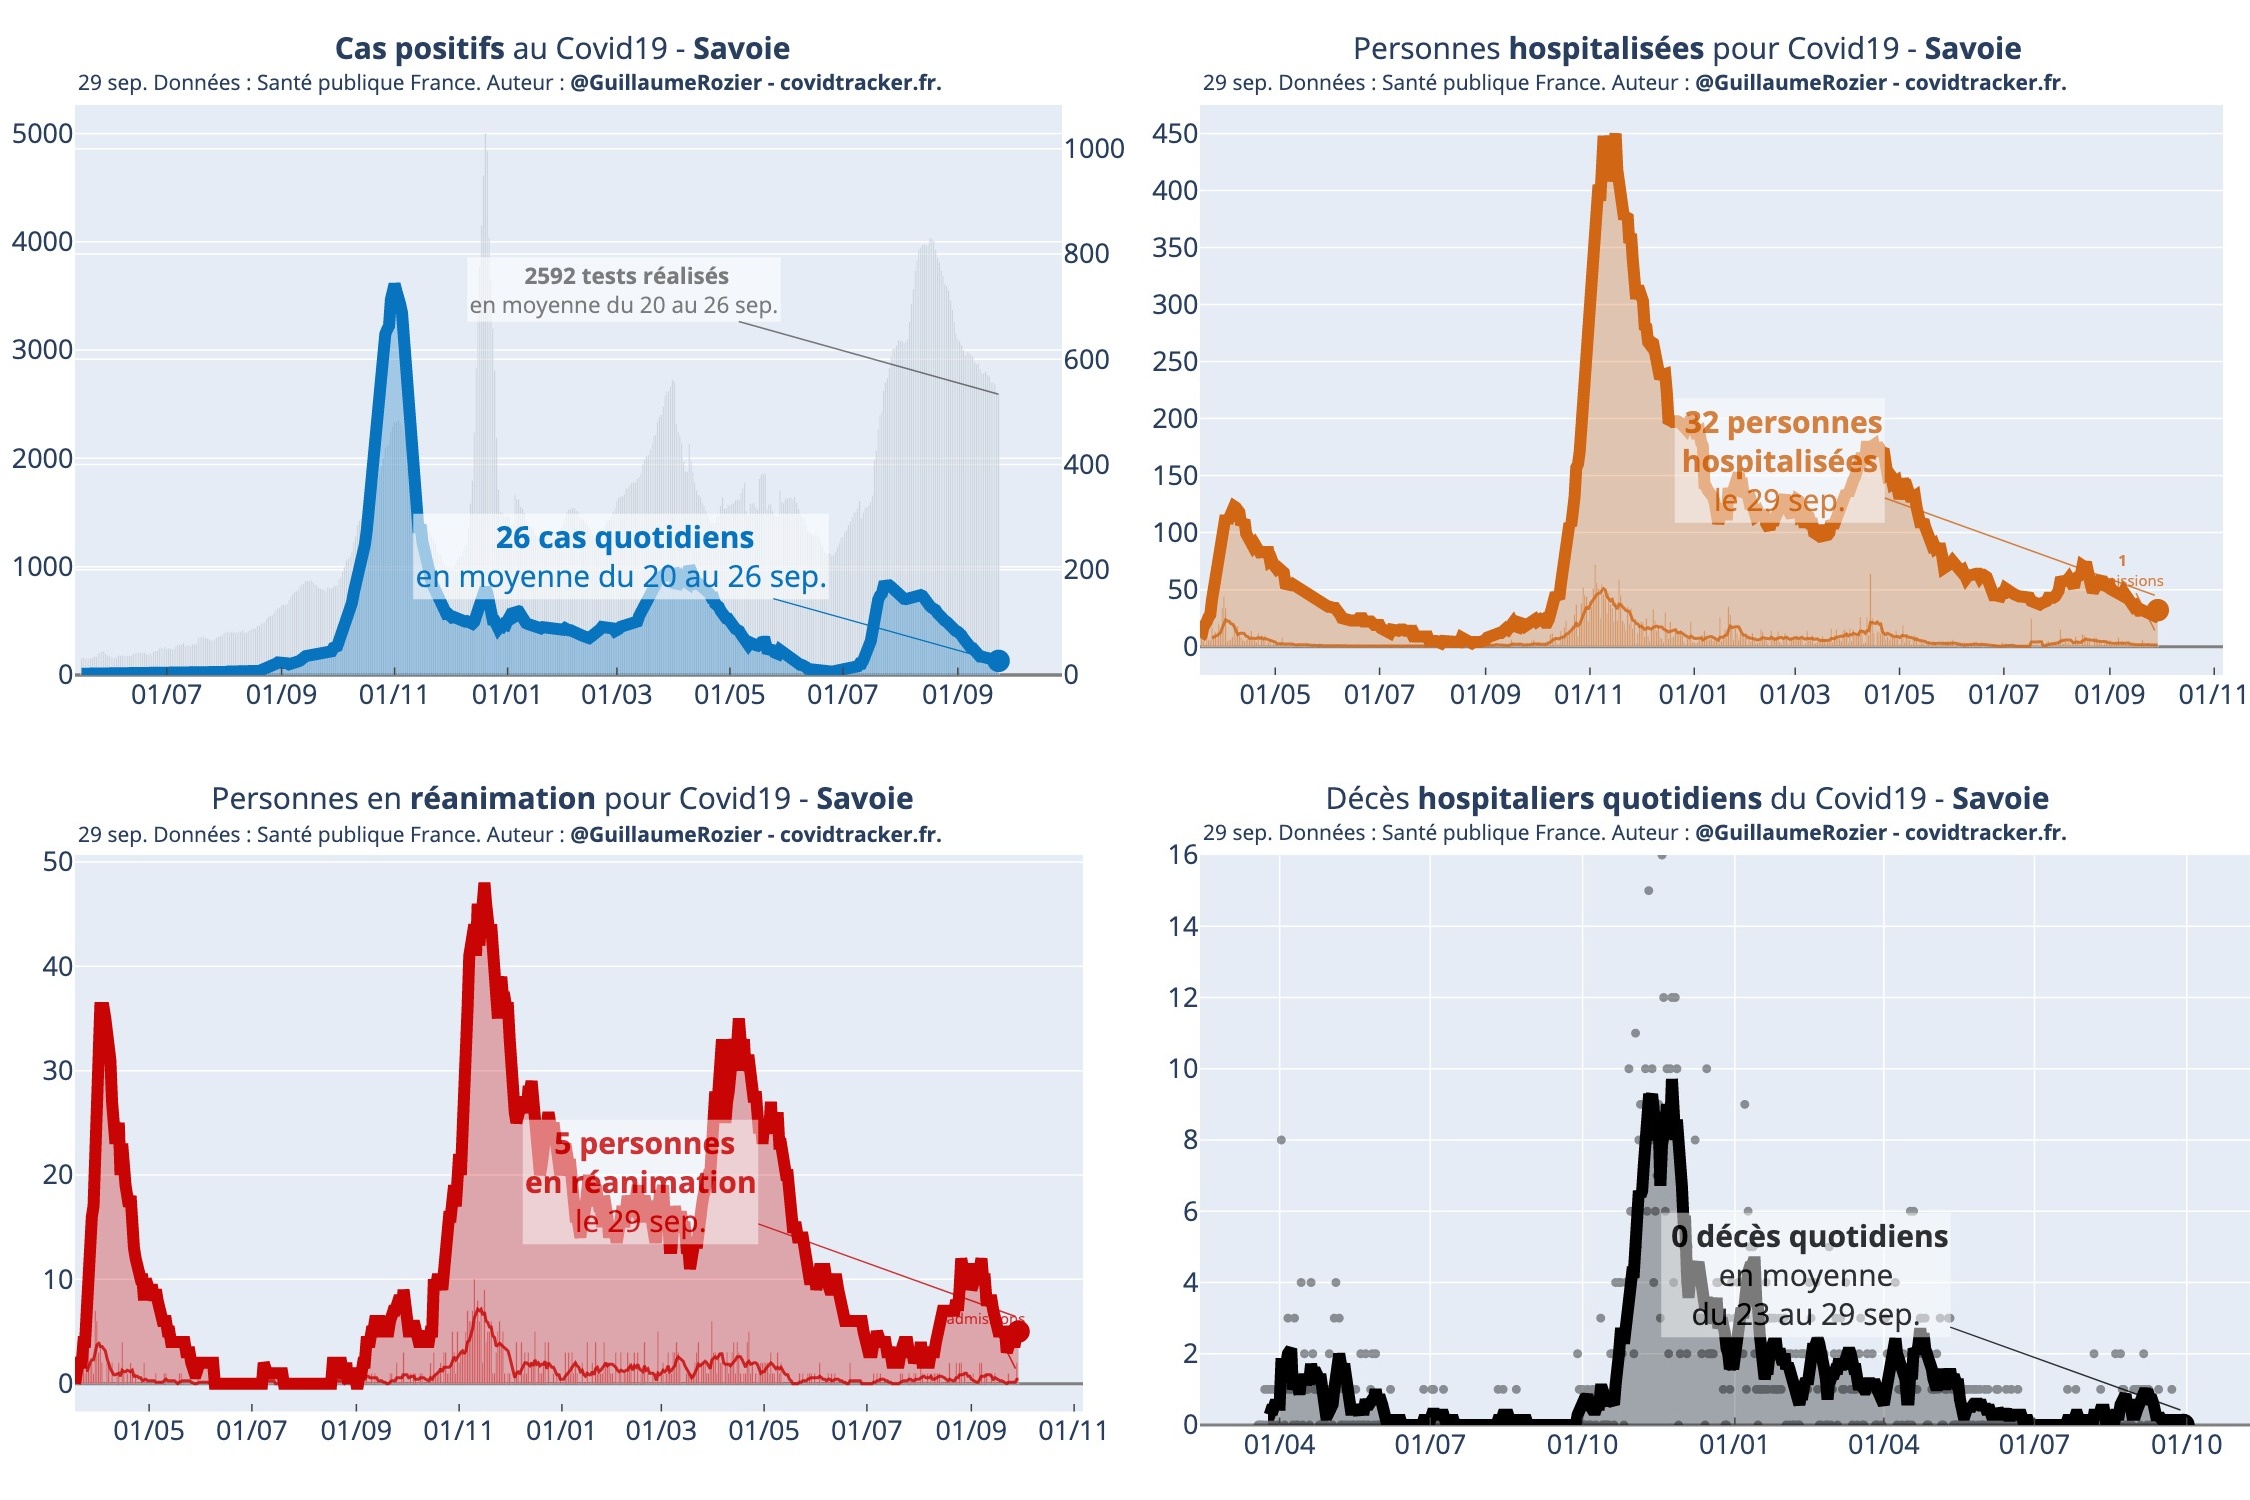 Cas positifs au Covid19 - Savoie
29 sep. Données : Santé publique France. Auteur : @GuillaumeRozier - covidtracker.fr.
5000
4000
3000
2000
1000
0
1000
800
600
400
200
0
2592 tests réalisés
en moyenne du 20 au 26 sep.
26 cas quotidiens
en moyenne du 20 au 26 sep.
01/07 01/09 01/11 01/01 01/03 01/05 01/07 01/09
Personnes hospitalisées pour Covid19 - Savoie
29 sep. Données : Santé publique France. Auteur : @GuillaumeRozier - covidtracker.fr.
450
400
350
300
250
200
150
100
50
0
32 personnes
hospitalisées
le 29 sep.
1
01/05 01/07 01/09 01/11 01/01 01/03 01/05 01/07 01/09 01/11
Personnes en réanimation pour Covid19 - Savoie
29 sep. Données : Santé publique France. Auteur : @GuillaumeRozier - covidtracker.fr.
50
40
30
20
10
0
5 personnes
en réanimation
le 29 sep.
admissions
01/05 01/07 01/09 01/11 01/01 01/03 01/05 01/07 01/09 01/11
Décès hospitaliers quotidiens du Covid19 - Savoie
29 sep. Données : Santé publique France. Auteur : @GuillaumeRozier - covidtracker.fr.
16
14
12
10
8
6
4
2
0
0 décès quotidiens
en moyenne
du 23 au 29 sep.
01/04 01/07 01/10 01/01 01/04 01/07 01/10